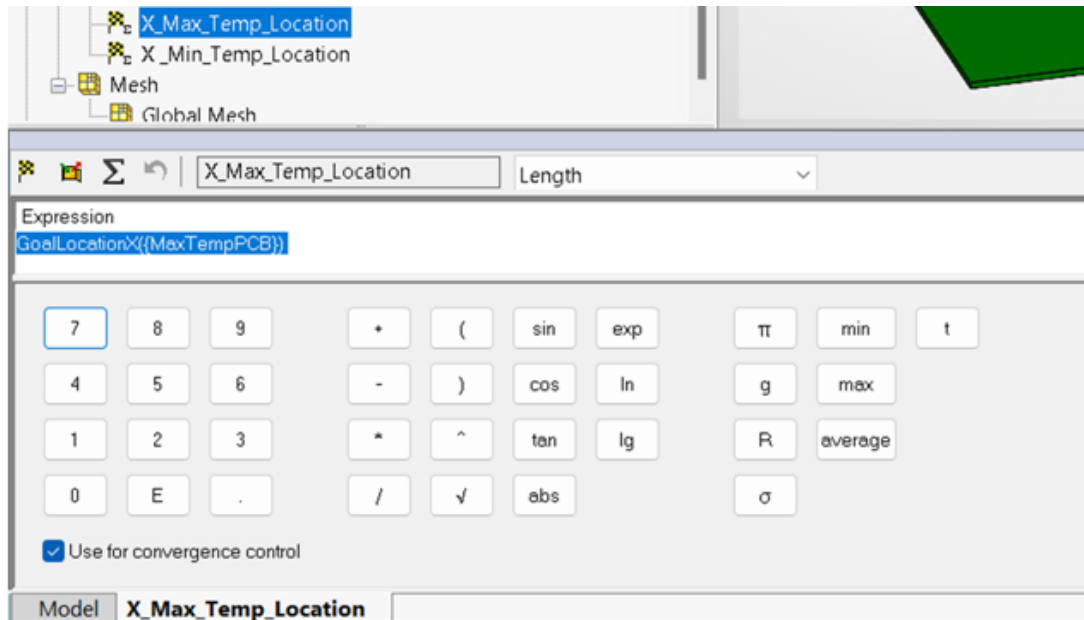 X_Max_Temp_Location
X _Min_Temp_Location
Mesh
Global Mesh
Σ X_Max_Temp_Location Length
Expression
GoalLocationX({MaxTempPCB})
7 8 9 + ( sin exp π min t
4 5 6 - ) cos ln g max
1 2 3 * ^ tan lg R average
0 E . / √ abs σ
Use for convergence control
Model X_Max_Temp_Location